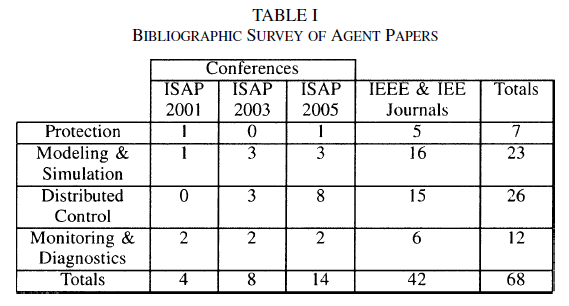 TABLE I
BIBLIOGRAPHIC SURVEY OF AGENT PAPERS
Conferences
ISAP 2001 ISAP 2003 ISAP 2005 IEEE & IEE Journals Totals
Protection 1 0 1 5 7
Modeling & Simulation 1 3 3 16 23
Distributed Control 0 3 8 15 26
Monitoring & Diagnostics 2 2 2 6 12
Totals 4 8 14 42 68